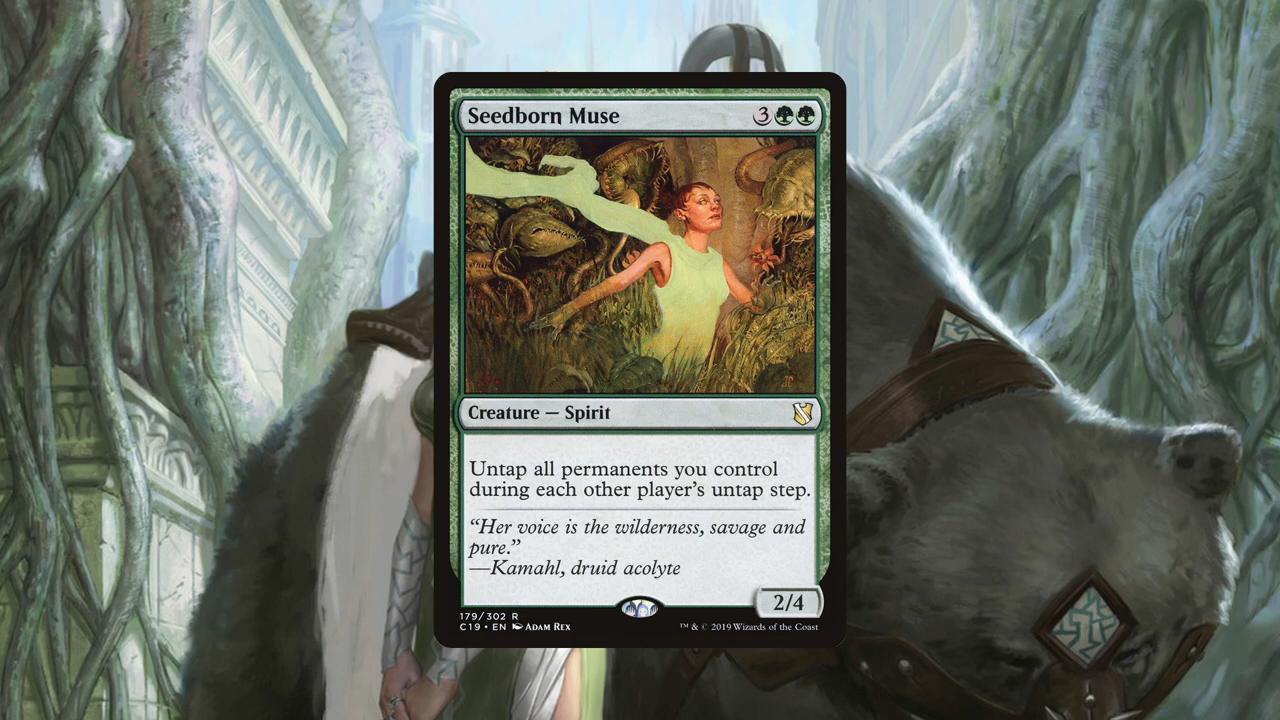 Seedborn Muse 3
Creature — Spirit
Untap all permanents you control
during each other player's untap step.
“Her voice is the wilderness, savage and
pure.”
—Kamahl, druid acolyte
2/4
179/302 R
C19 • EN Adam Rex
™ & © 2019 Wizards of the Coast